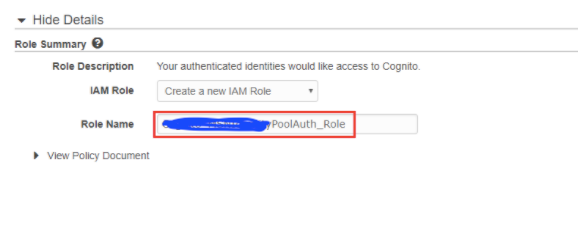 Hide Details
Role Summary
Role Description Your authenticated identities would like access to Cognito.
IAM Role Create a new IAM Role
Role Name PoolAuth_Role
View Policy Document